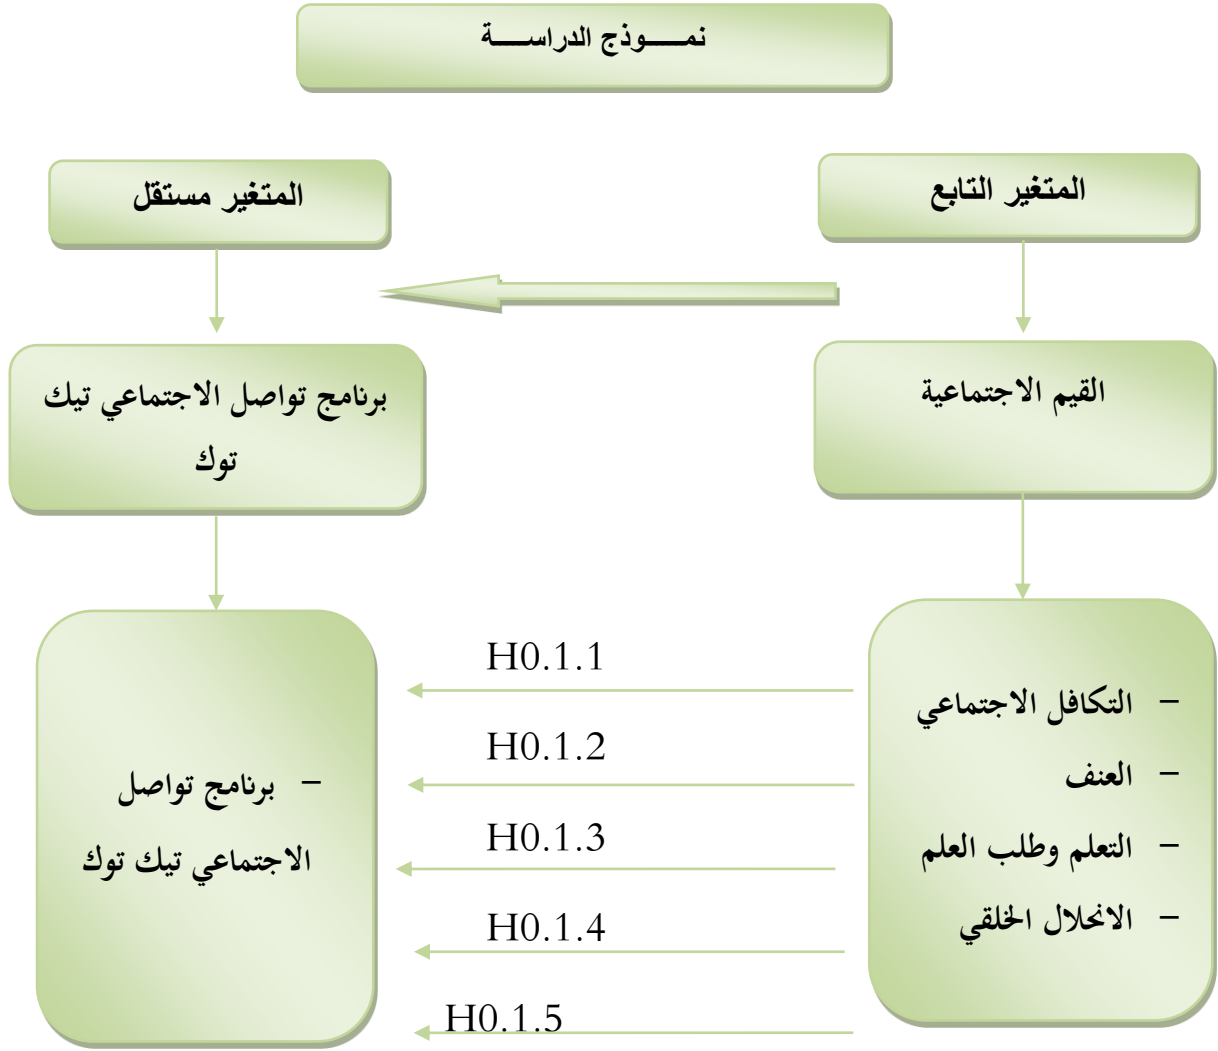 نمـــــوذج الدراســـــة
المتغير التابع
المتغير مستقل
القيم الاجتماعية
برنامج تواصل الاجتماعي تيك
توك
- التكافل الاجتماعي
- العنف
- التعلم وطلب العلم
- الانحلال الخلقي
H0.1.1
H0.1.2
H0.1.3
H0.1.4
H0.1.5
- برنامج تواصل
الاجتماعي تيك توك